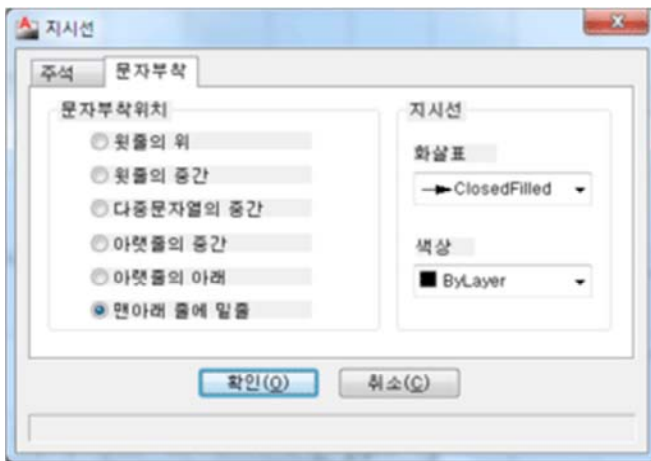 지시선
주석
문자부착
문자부착위치
윗줄의 위
윗줄의 중간
다중문자열의 중간
아랫줄의 중간
아랫줄의 아래
맨아래 줄에 밑줄
지시선
화살표
ClosedFilled
색상
ByLayer
확인(O)
취소(C)